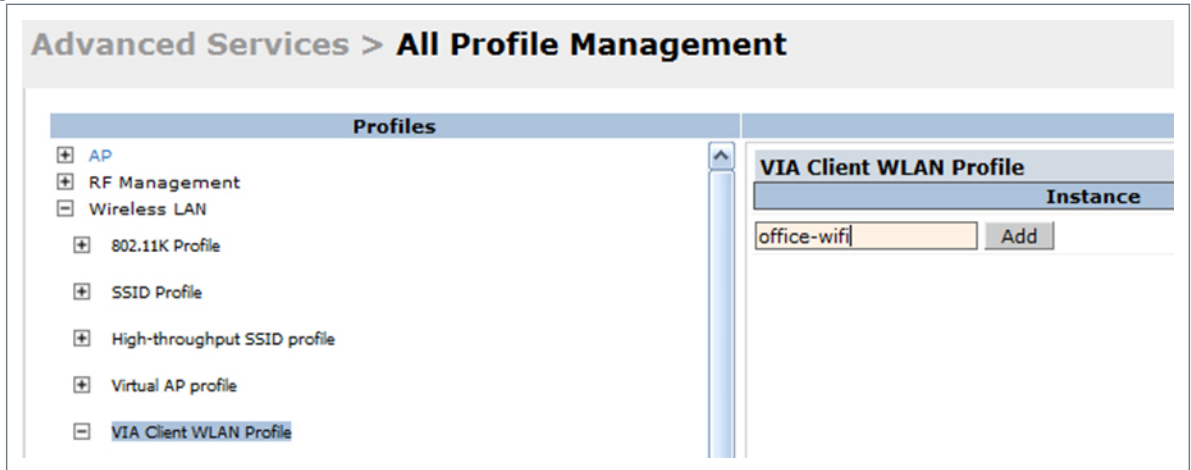 Advanced Services > All Profile Management
Profiles
AP
RF Management
Wireless LAN
802.11K Profile
SSID Profile
High-throughput SSID profile
Virtual AP profile
VIA Client WLAN Profile
VIA Client WLAN Profile
Instance
office-wifi Add